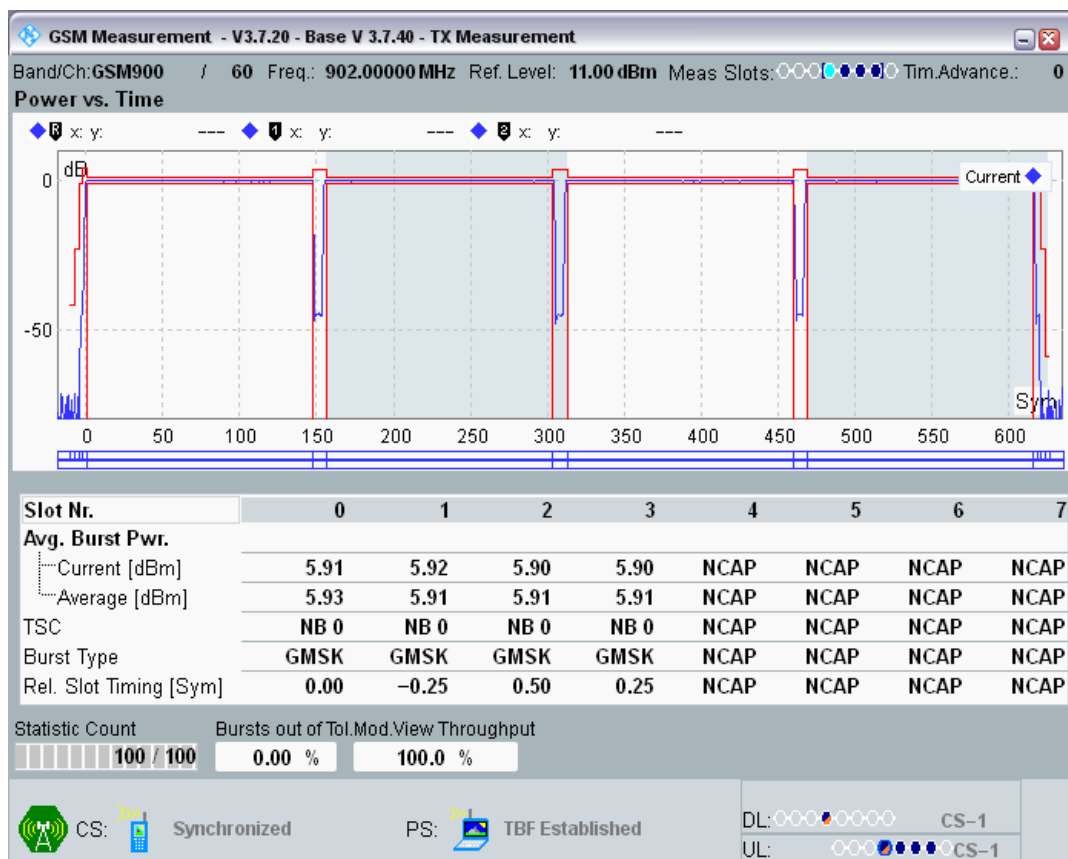 GSM Measurement - V3.7.20 - Base V 3.7.40 - TX Measurement
Band/Ch:GSM900 / 60 Freq.: 902.00000 MHz Ref. Level: 11.00 dBm Meas Slots: Tim.Advance.: 0
Power vs. Time
R x: y: --- 1 x: y: --- 2 x: y: ---
dB
0
Current
-50
Sym
0 50 100 150 200 250 300 350 400 450 500 550 600
Slot Nr. 0 1 2 3 4 5 6 7
Avg. Burst Pwr.
Current [dBm] 5.91 5.92 5.90 5.90 NCAP NCAP NCAP NCAP
Average [dBm] 5.93 5.91 5.91 5.91 NCAP NCAP NCAP NCAP
TSC NB 0 NB 0 NB 0 NB 0 NCAP NCAP NCAP NCAP
Burst Type GMSK GMSK GMSK GMSK NCAP NCAP NCAP NCAP
Rel. Slot Timing [Sym] 0.00 −0.25 0.50 0.25 NCAP NCAP NCAP NCAP
Statistic Count Bursts out of Tol.Mod.View Throughput
100 / 100 0.00 % 100.0 %
CS: Synchronized PS: TBF Established DL: CS−1
UL: CS−1